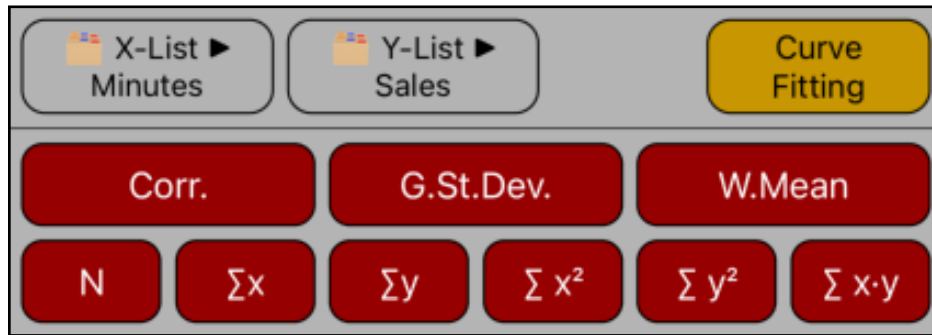 X-List ▶
Minutes
Y-List ▶
Sales
Curve
Fitting
Corr.
G.St.Dev.
W.Mean
N
∑x
∑y
∑ x²
∑ y²
∑ x·y